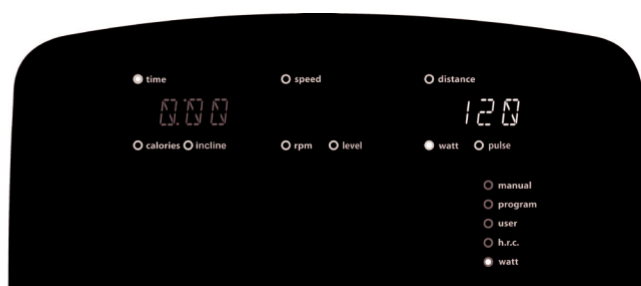 time speed distance
0:00 120
calories incline rpm level watt pulse
manual
program
user
h.r.c.
watt